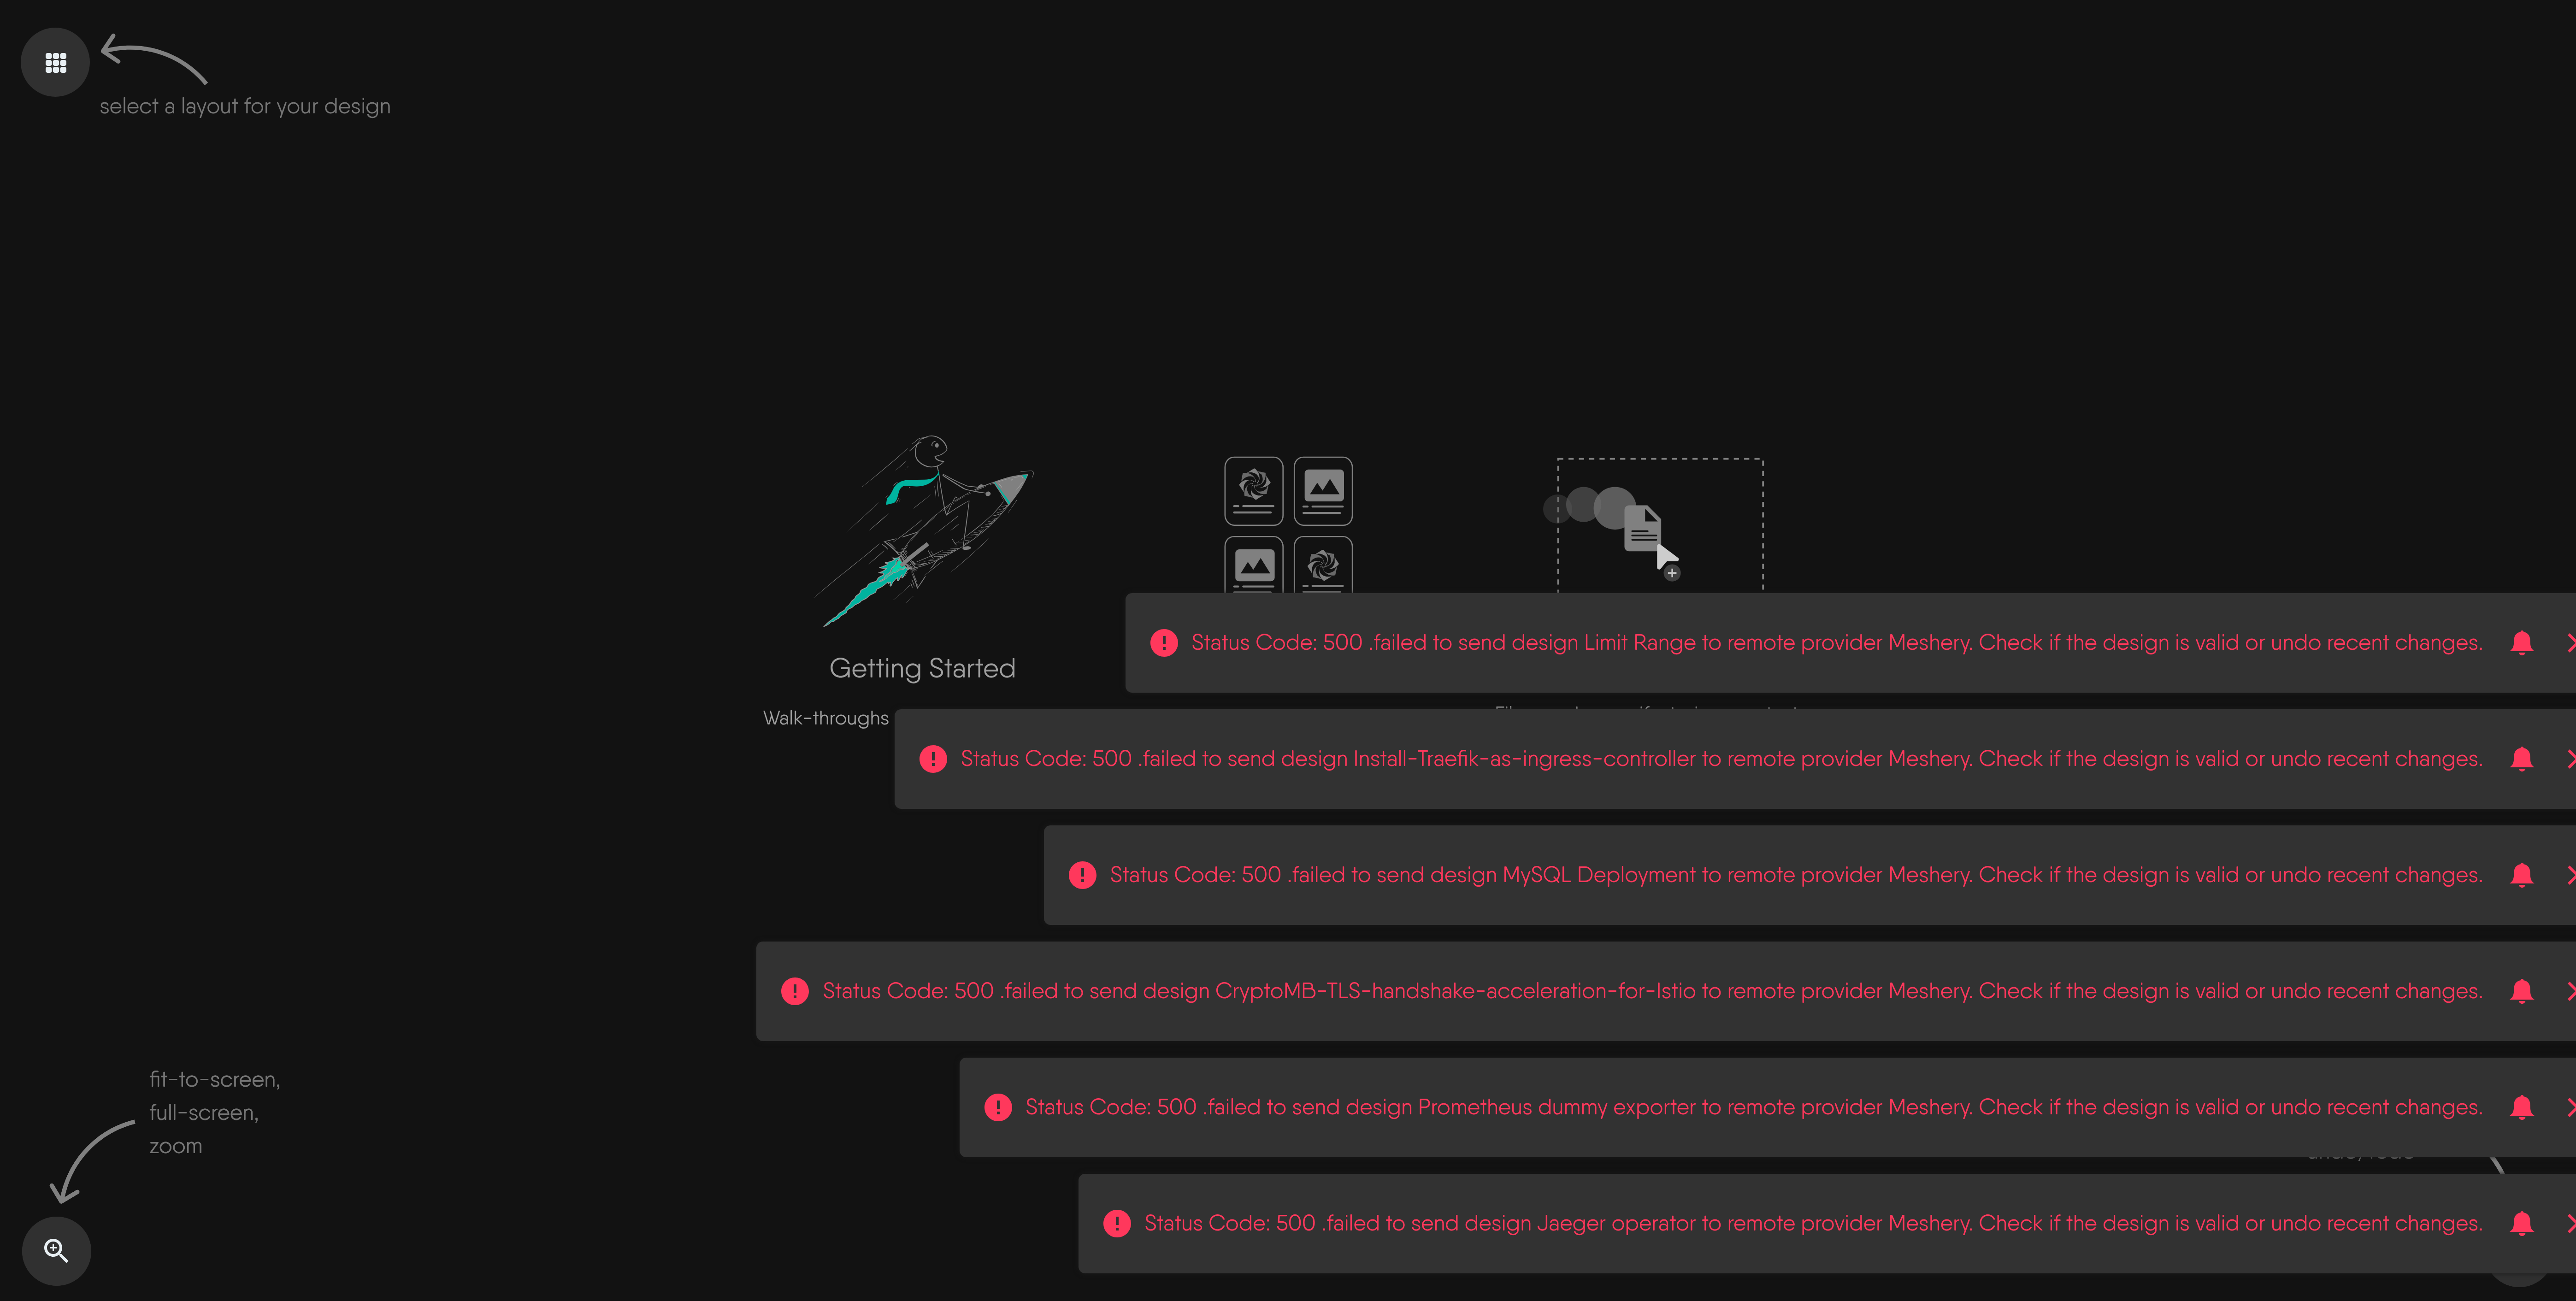 select a layout for your design
Getting Started
Walk-throughs
Status Code: 500 .failed to send design Limit Range to remote provider Meshery. Check if the design is valid or undo recent changes.
Status Code: 500 .failed to send design Install-Traefik-as-ingress-controller to remote provider Meshery. Check if the design is valid or undo recent changes.
Status Code: 500 .failed to send design MySQL Deployment to remote provider Meshery. Check if the design is valid or undo recent changes.
Status Code: 500 .failed to send design CryptoMB-TLS-handshake-acceleration-for-Istio to remote provider Meshery. Check if the design is valid or undo recent changes.
fit-to-screen,
full-screen,
zoom
Status Code: 500 .failed to send design Prometheus dummy exporter to remote provider Meshery. Check if the design is valid or undo recent changes.
Status Code: 500 .failed to send design Jaeger operator to remote provider Meshery. Check if the design is valid or undo recent changes.